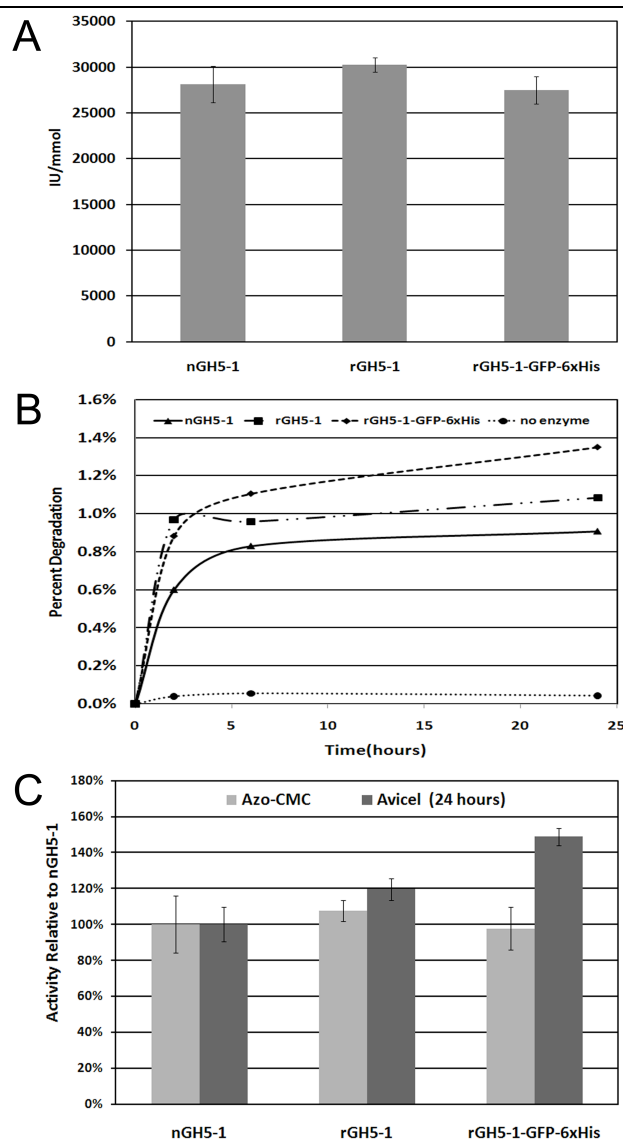 A
35000
30000
25000
20000
15000
10000
5000
0
IU/mmol
nGH5-1 rGH5-1 rGH5-1-GFP-6xHis
B
1.6%
1.4%
1.2%
1.0%
0.8%
0.6%
0.4%
0.2%
0.0%
Percent Degradation
nGH5-1 rGH5-1 rGH5-1-GFP-6xHis no enzyme
0 5 10 15 20 25
Time(hours)
C
180%
160%
140%
120%
100%
80%
60%
40%
20%
0%
Activity Relative to nGH5-1
Azo-CMC Avicel (24 hours)
nGH5-1 rGH5-1 rGH5-1-GFP-6xHis